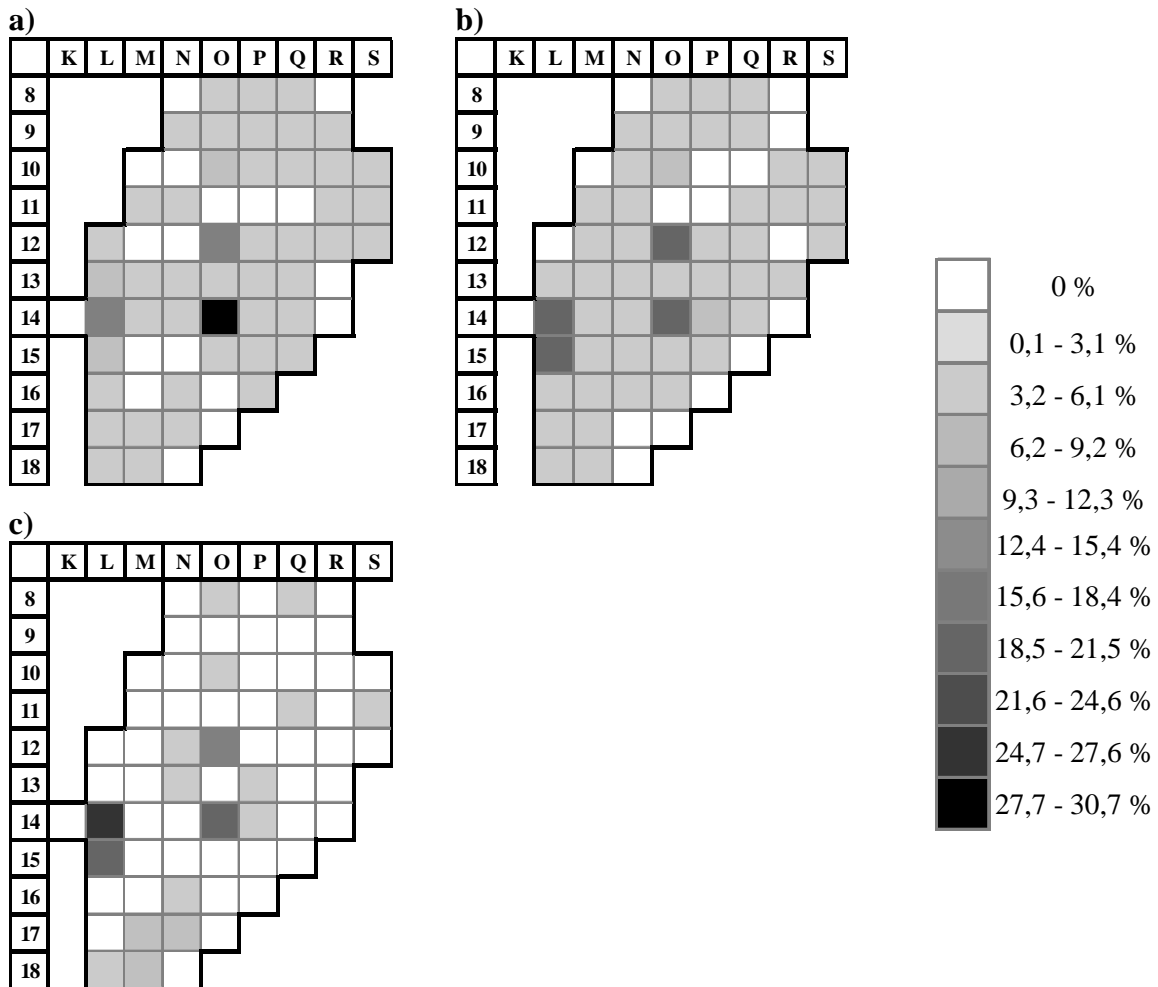 a)
K L M N O P Q R S
8
9
10
11
12
13
14
15
16
17
18
b)
K L M N O P Q R S
8
9
10
11
12
13
14
15
16
17
18
c)
K L M N O P Q R S
8
9
10
11
12
13
14
15
16
17
18
0 %
0,1 - 3,1 %
3,2 - 6,1 %
6,2 - 9,2 %
9,3 - 12,3 %
12,4 - 15,4 %
15,6 - 18,4 %
18,5 - 21,5 %
21,6 - 24,6 %
24,7 - 27,6 %
27,7 - 30,7 %